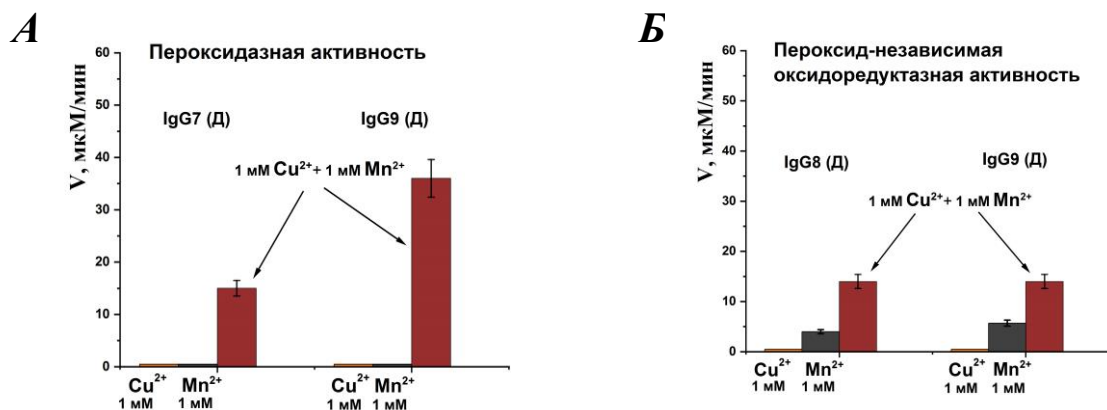 А
Пероксидазная активность
V, мкМ/мин
60
50
40
30
20
10
0
IgG7 (Д)
IgG9 (Д)
1 мМ Cu²⁺ + 1 мМ Mn²⁺
Cu²⁺ Mn²⁺
1 мМ 1 мМ
Cu²⁺ Mn²⁺
1 мМ 1 мМ
Б
Пероксид-независимая
оксидоредуктазная активность
V, мкМ/мин
60
50
40
30
20
10
0
IgG8 (Д)
IgG9 (Д)
1 мМ Cu²⁺ + 1 мМ Mn²⁺
Cu²⁺ Mn²⁺
1 мМ 1 мМ
Cu²⁺ Mn²⁺
1 мМ 1 мМ